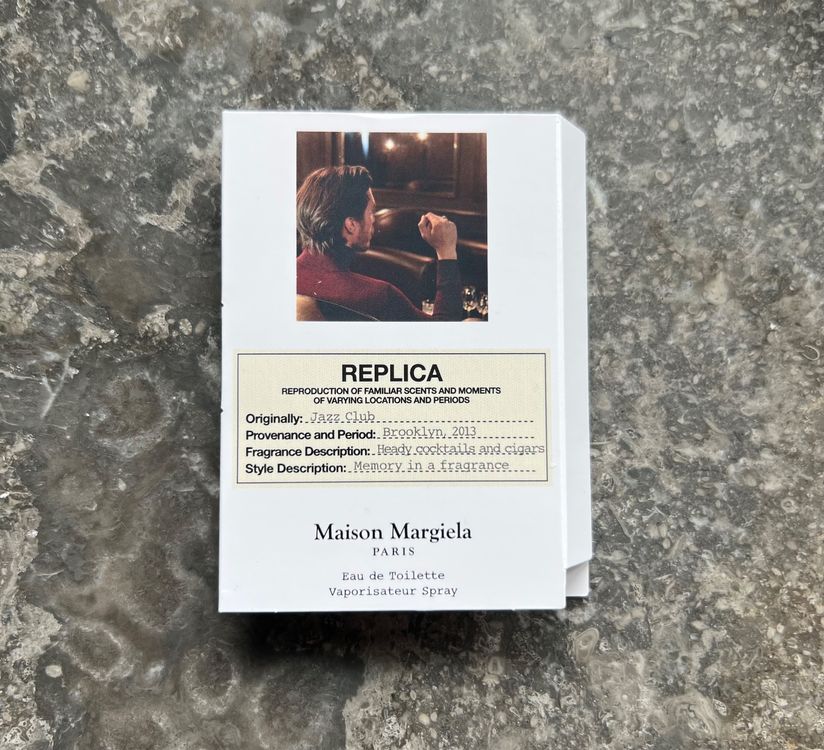 REPLICA
REPRODUCTION OF FAMILIAR SCENTS AND MOMENTS
OF VARYING LOCATIONS AND PERIODS
Originally: Jazz Club
Provenance and Period: Brooklyn, 2013
Fragrance Description: Heady cocktails and cigars
Style Description: Memory in a fragrance
Maison Margiela
PARIS
Eau de Toilette
Vaporisateur Spray